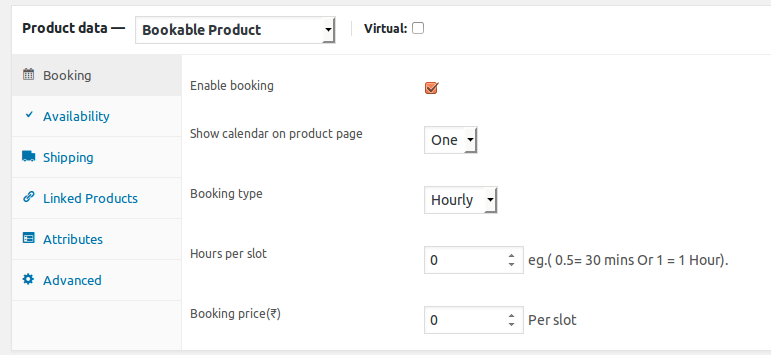 Product data — Bookable Product Virtual:
Booking
Availability
Shipping
Linked Products
Attributes
Advanced
Enable booking
Show calendar on product page One
Booking type Hourly
Hours per slot 0 eg.( 0.5= 30 mins Or 1 = 1 Hour).
Booking price(₹) 0 Per slot